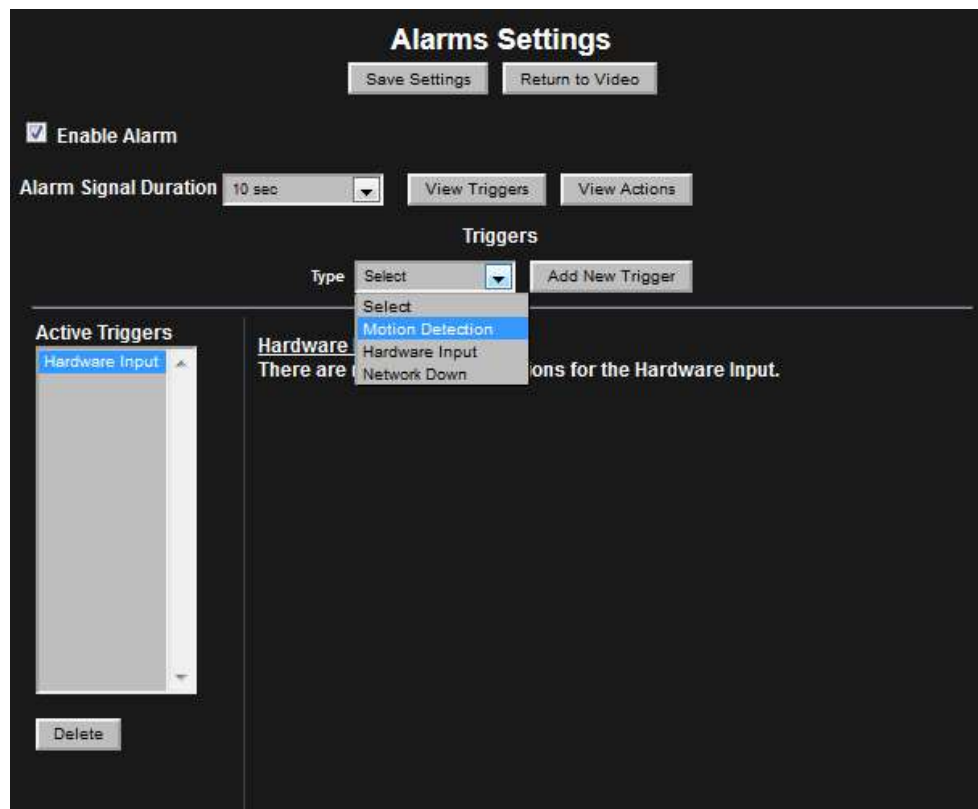 Alarms Settings
Save Settings Return to Video
Enable Alarm
Alarm Signal Duration 10 sec View Triggers View Actions
Triggers
Type Select Add New Trigger
Select
Motion Detection
Hardware Input
Network Down
Active Triggers
Hardware Input
Hardware
There are ons for the Hardware Input.
Delete